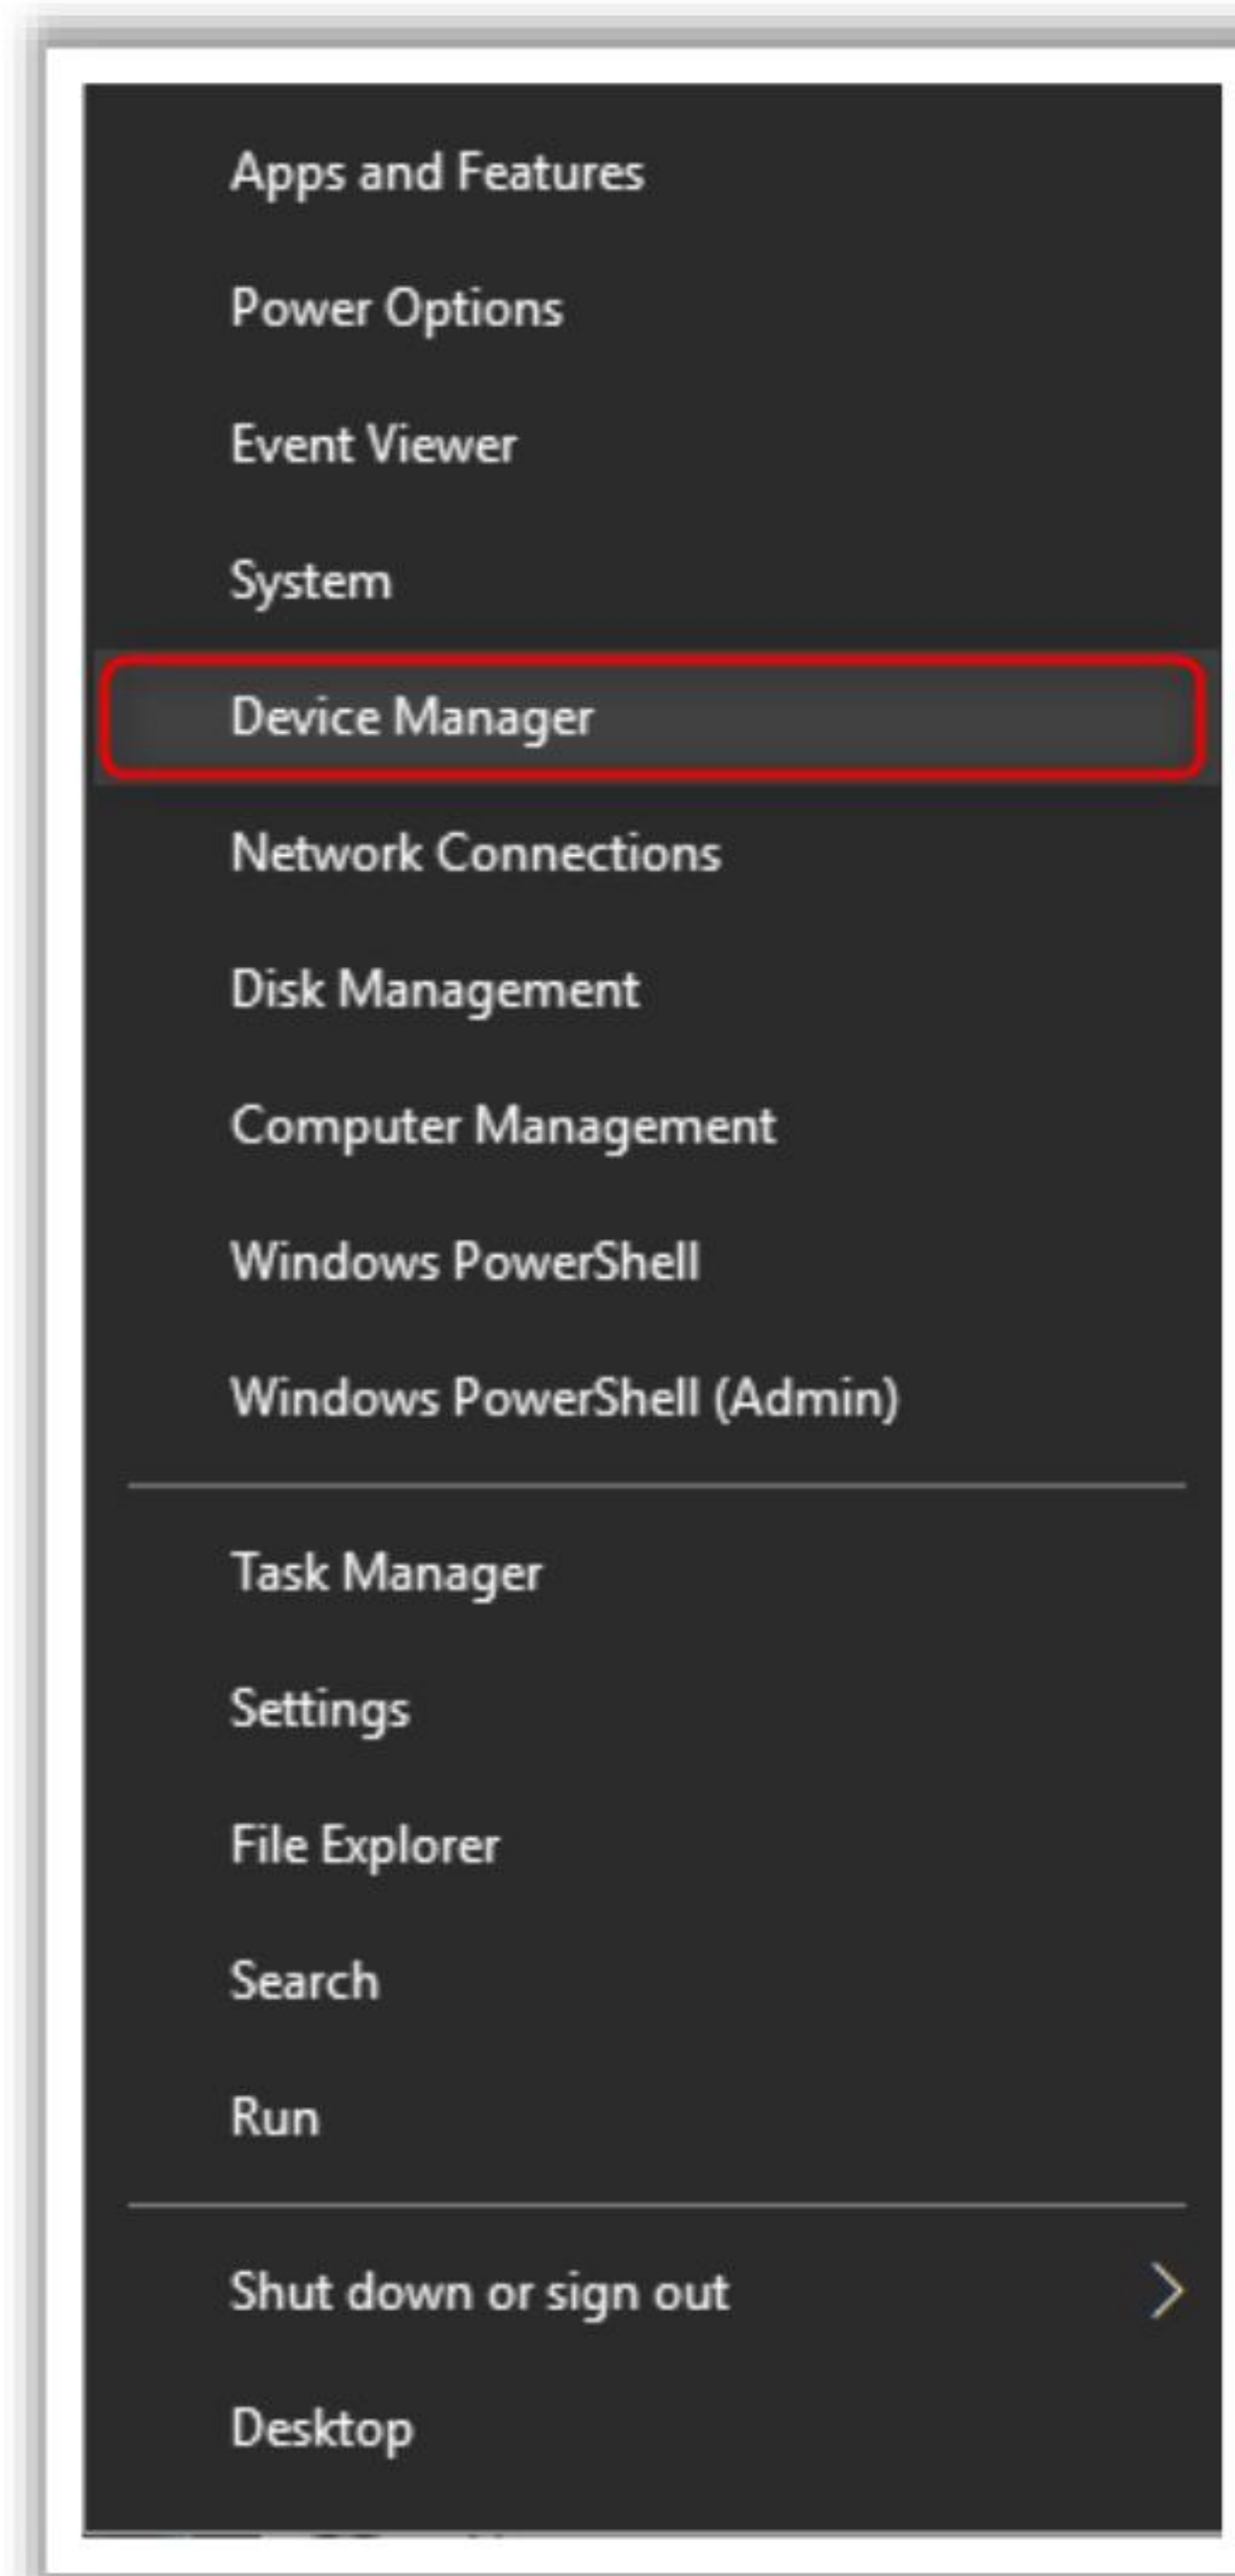 Apps and Features
Power Options
Event Viewer
System
Device Manager
Network Connections
Disk Management
Computer Management
Windows PowerShell
Windows PowerShell (Admin)
Task Manager
Settings
File Explorer
Search
Run
Shut down or sign out
Desktop